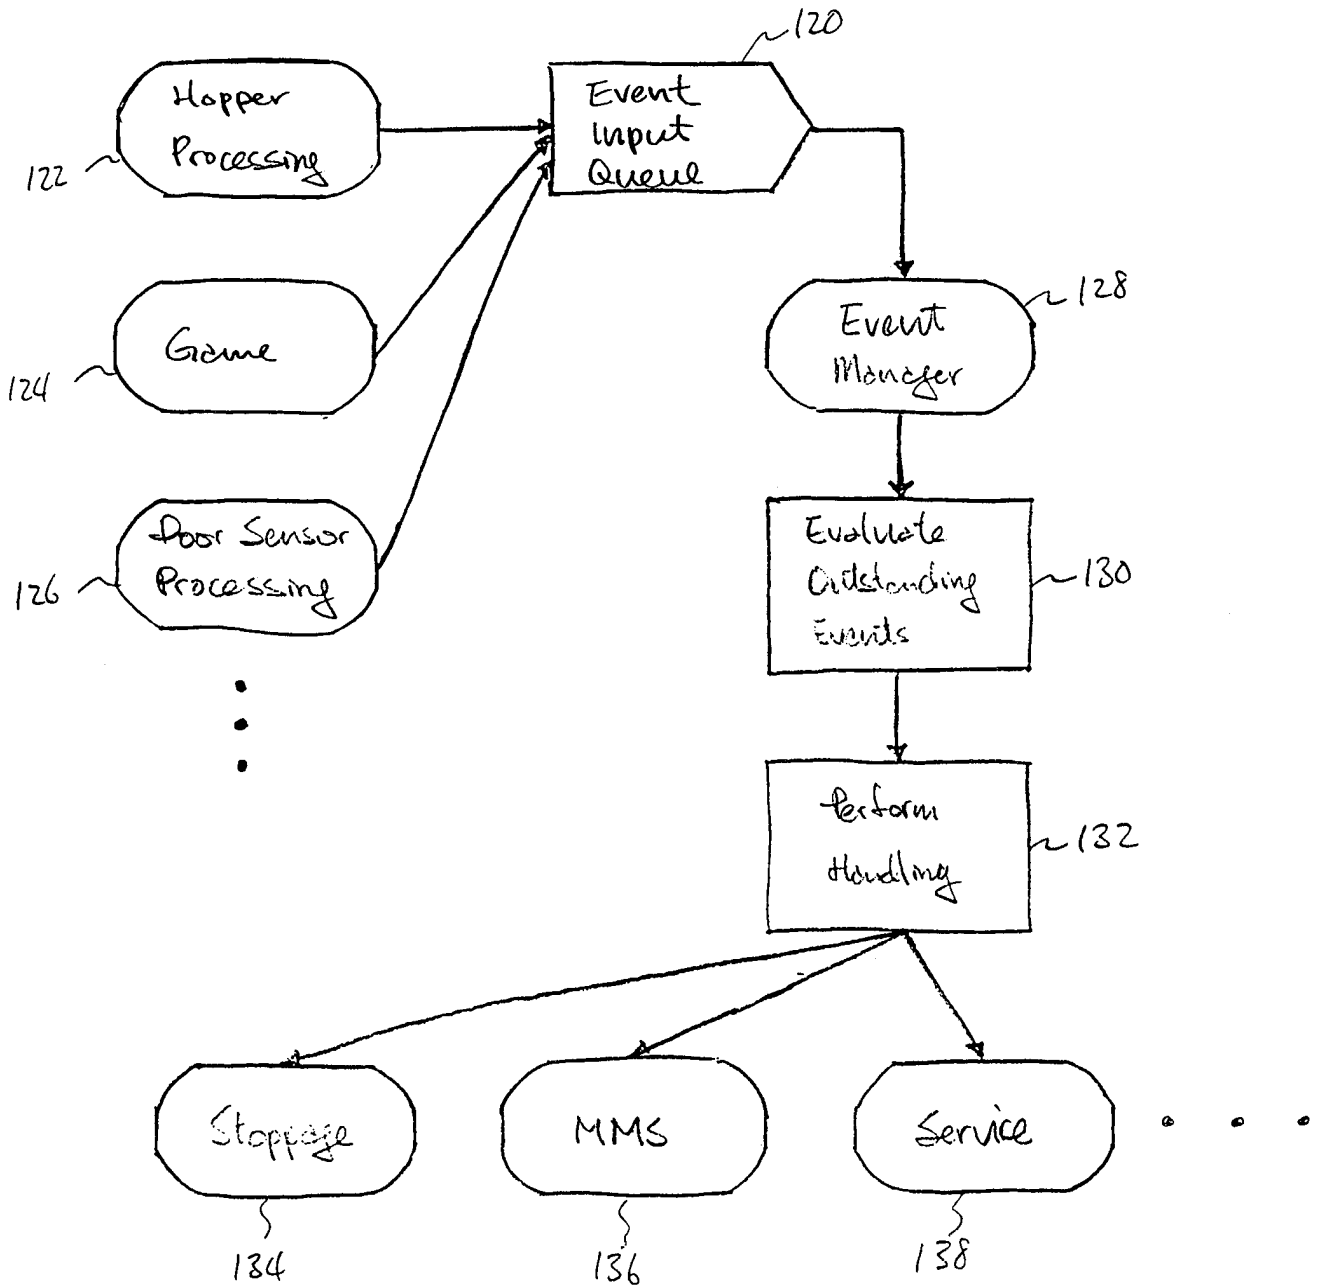 120
Hopper
Processing
122
Event
Input
Queue
Game
124
128
Event
Manager
Door Sensor
Processing
126
Evaluate
Outstanding
Events
130
Perform
Handling
132
Stoppage
134
MMS
136
Service
138